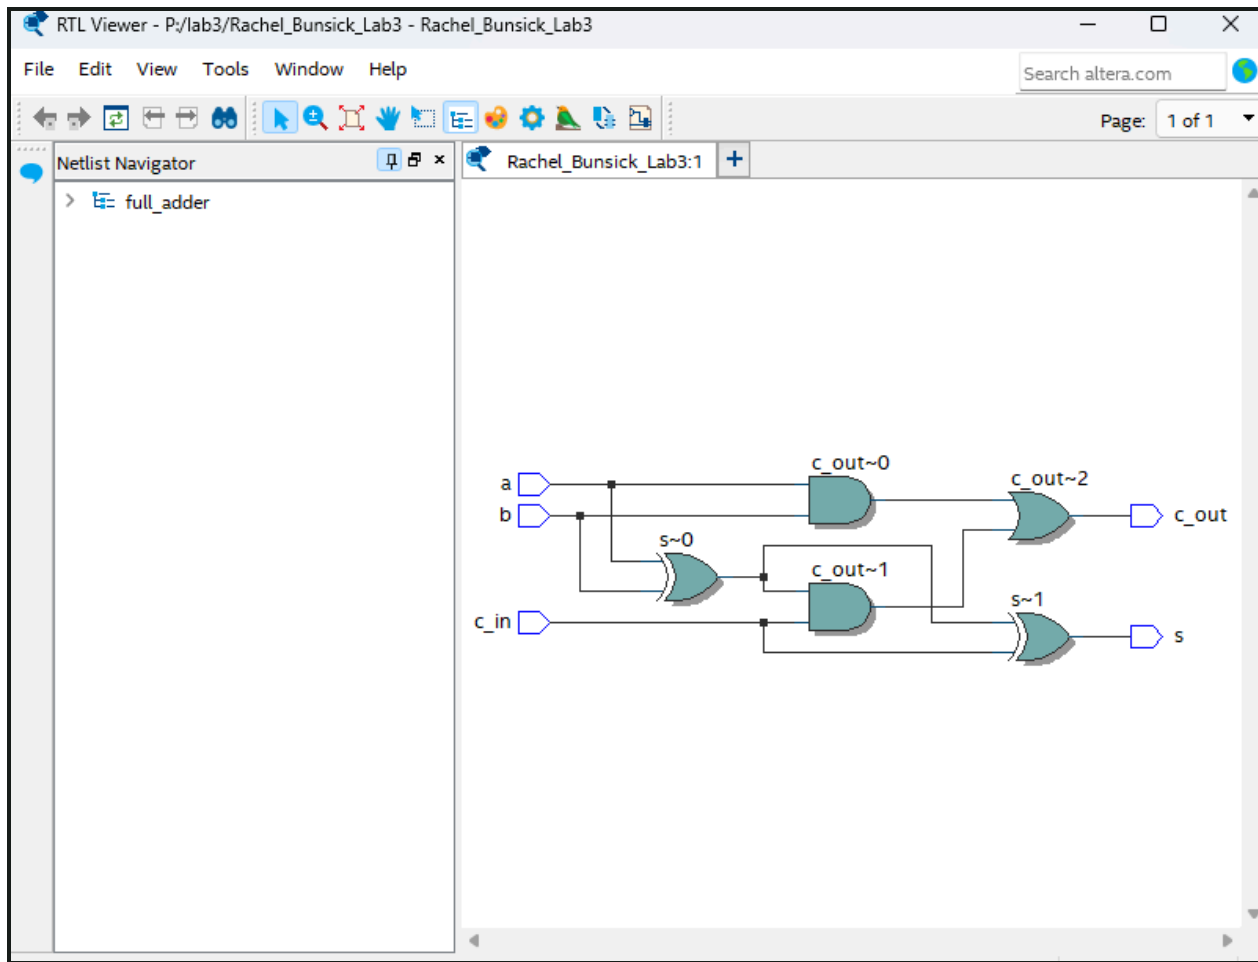 RTL Viewer - P:/lab3/Rachel_Bunsick_Lab3 - Rachel_Bunsick_Lab3
File Edit View Tools Window Help
Search altera.com
Page: 1 of 1
Netlist Navigator
Rachel_Bunsick_Lab3:1
full_adder
c_out~0
a
c_out~2
b
c_out
s~0
c_out~1
s~1
c_in
s